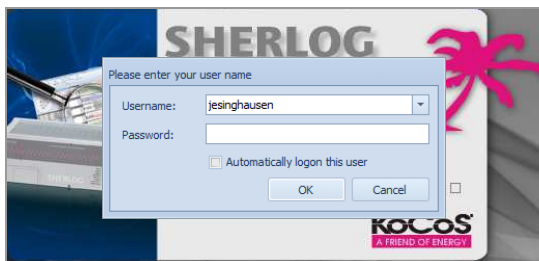 SHERLOG
Please enter your user name
Username: jesinghausen
Password:
Automatically logon this user
OK Cancel
KoCoS
A FRIEND OF ENERGY